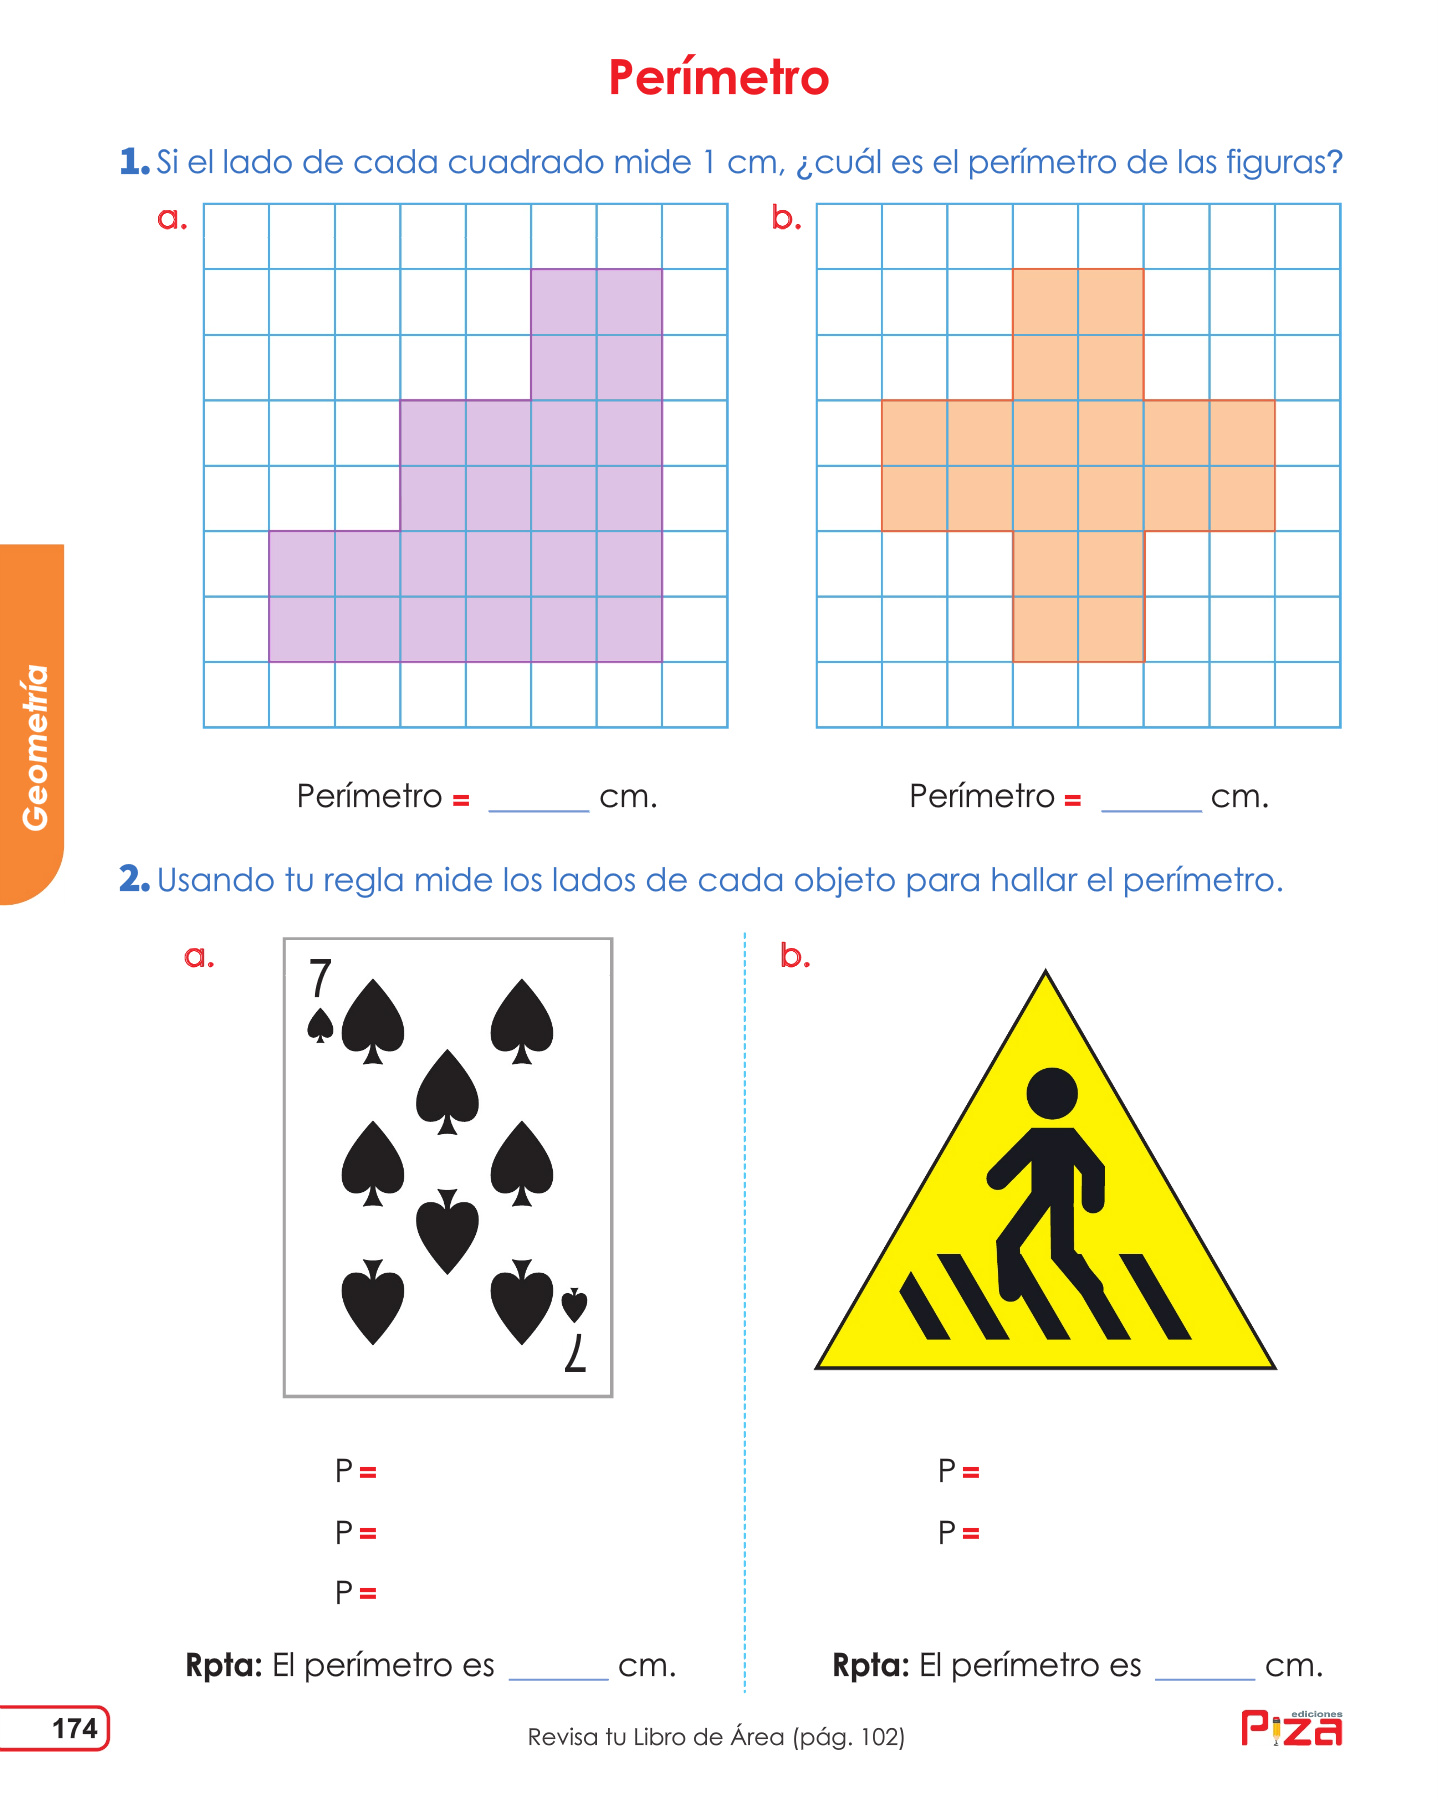 Perímetro
1. Si el lado de cada cuadrado mide 1 cm, ¿cuál es el perímetro de las figuras?
a.
b.
Perímetro = ______ cm.
Perímetro = ______ cm.
Geometría
2. Usando tu regla mide los lados de cada objeto para hallar el perímetro.
a.
7
7
b.
P =
P =
P =
Rpta: El perímetro es ______ cm.
P =
P =
Rpta: El perímetro es ______ cm.
174
Revisa tu Libro de Área (pág. 102)
ediciones
Piza